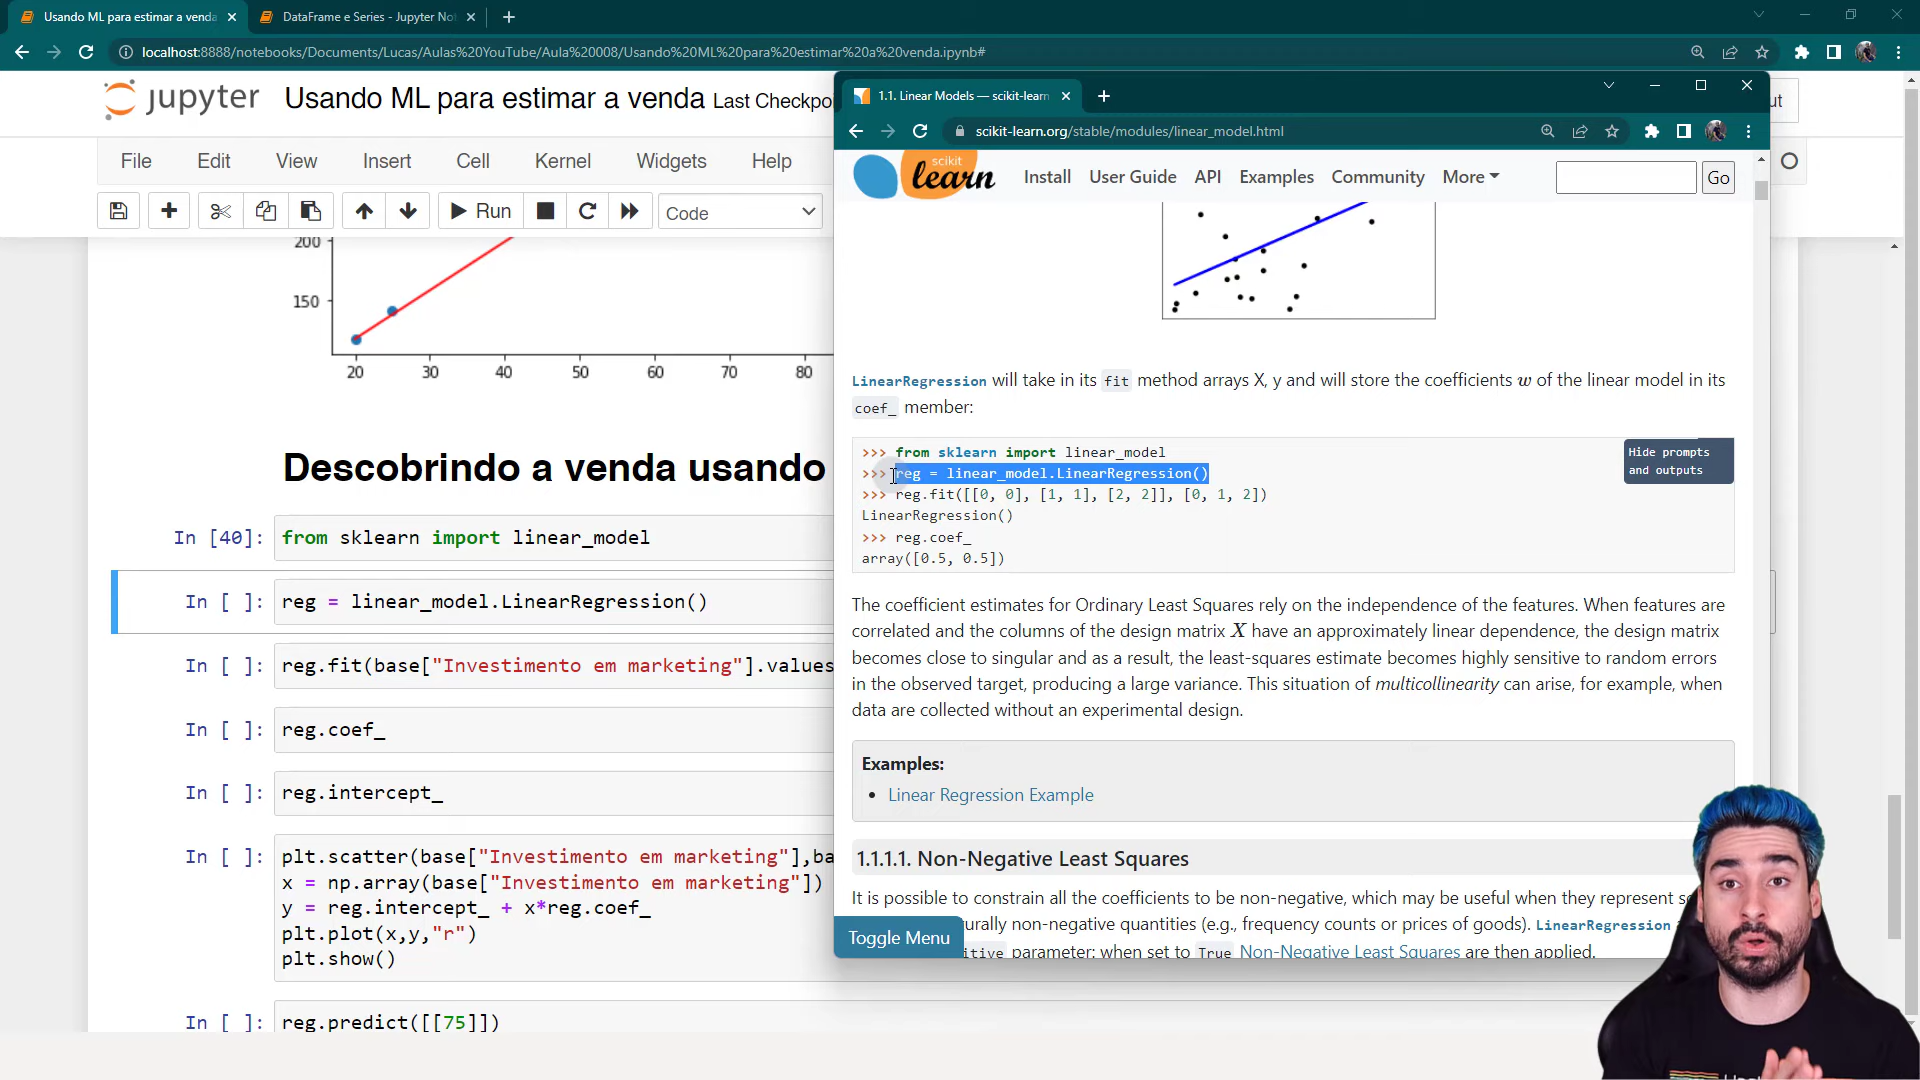 Usando ML para estimar a venda
DataFrame e Series - Jupyter Not
localhost:8888/notebooks/Documents/Lucas/Aulas%20YouTube/Aula%20008/Usando%20ML%20para%20estimar%20a%20venda.ipynb#
jupyter Usando ML para estimar a venda Last Checkpo
File Edit View Insert Cell Kernel Widgets Help
Run Code
200
150
20 30 40 50 60 70 80
Descobrindo a venda usando
In [40]: from sklearn import linear_model
In [ ]: reg = linear_model.LinearRegression()
In [ ]: reg.fit(base["Investimento em marketing"].values
In [ ]: reg.coef_
In [ ]: reg.intercept_
In [ ]: plt.scatter(base["Investimento em marketing"],ba
x = np.array(base["Investimento em marketing"])
y = reg.intercept_ + x*reg.coef_
plt.plot(x,y,"r")
plt.show()
In [ ]: reg.predict([[75]])
1.1. Linear Models — scikit-learn
scikit-learn.org/stable/modules/linear_model.html
scikit learn Install User Guide API Examples Community More Go
LinearRegression will take in its fit method arrays X, y and will store the coefficients w of the linear model in its
coef_ member:
>>> from sklearn import linear_model
>>> reg = linear_model.LinearRegression()
>>> reg.fit([[0, 0], [1, 1], [2, 2]], [0, 1, 2])
LinearRegression()
>>> reg.coef_
array([0.5, 0.5])
Hide prompts
and outputs
The coefficient estimates for Ordinary Least Squares rely on the independence of the features. When features are
correlated and the columns of the design matrix X have an approximately linear dependence, the design matrix
becomes close to singular and as a result, the least-squares estimate becomes highly sensitive to random errors
in the observed target, producing a large variance. This situation of multicollinearity can arise, for example, when
data are collected without an experimental design.
Examples:
• Linear Regression Example
1.1.1.1. Non-Negative Least Squares
It is possible to constrain all the coefficients to be non-negative, which may be useful when they represent s
urally non-negative quantities (e.g., frequency counts or prices of goods). LinearRegression
itive parameter: when set to True Non-Negative Least Squares are then applied.
Toggle Menu
ut